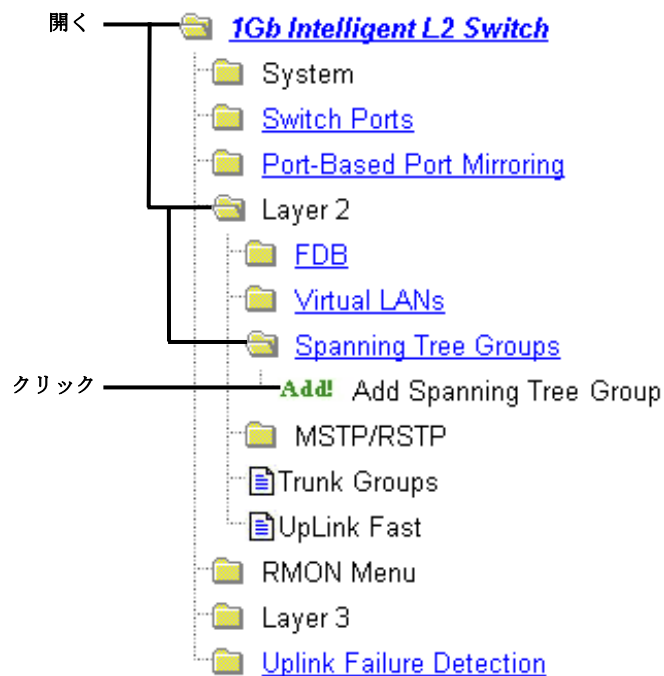 開く
1Gb Intelligent L2 Switch
System
Switch Ports
Port-Based Port Mirroring
Layer 2
FDB
Virtual LANs
Spanning Tree Groups
クリック
Add! Add Spanning Tree Group
MSTP/RSTP
Trunk Groups
UpLink Fast
RMON Menu
Layer 3
Uplink Failure Detection